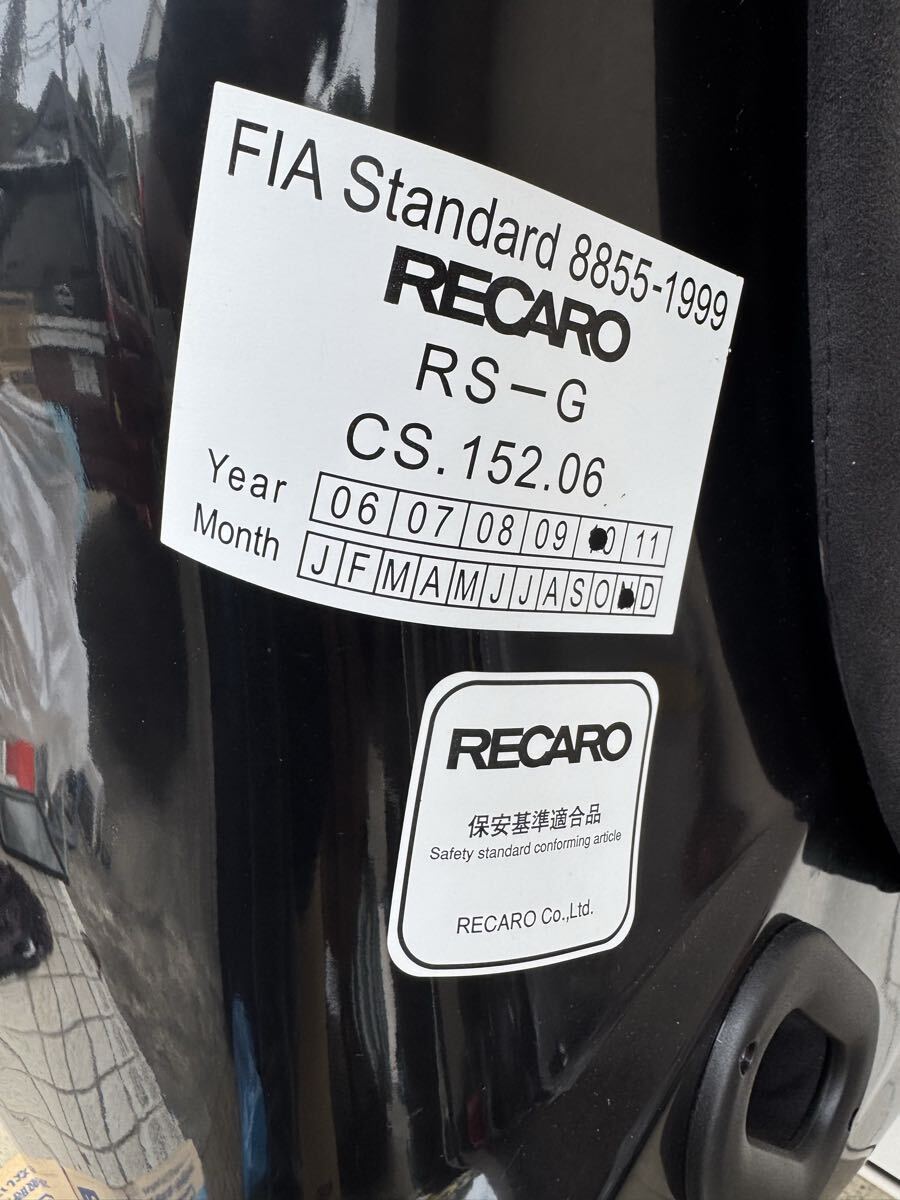 FIA Standard 8855-1999
RECARO
RS-G
CS.152.06
Year 06 07 08 09 10 11
Month J F M A M J J A S O N D
RECARO
保安基準適合品
Safety standard conforming article
RECARO Co.,Ltd.